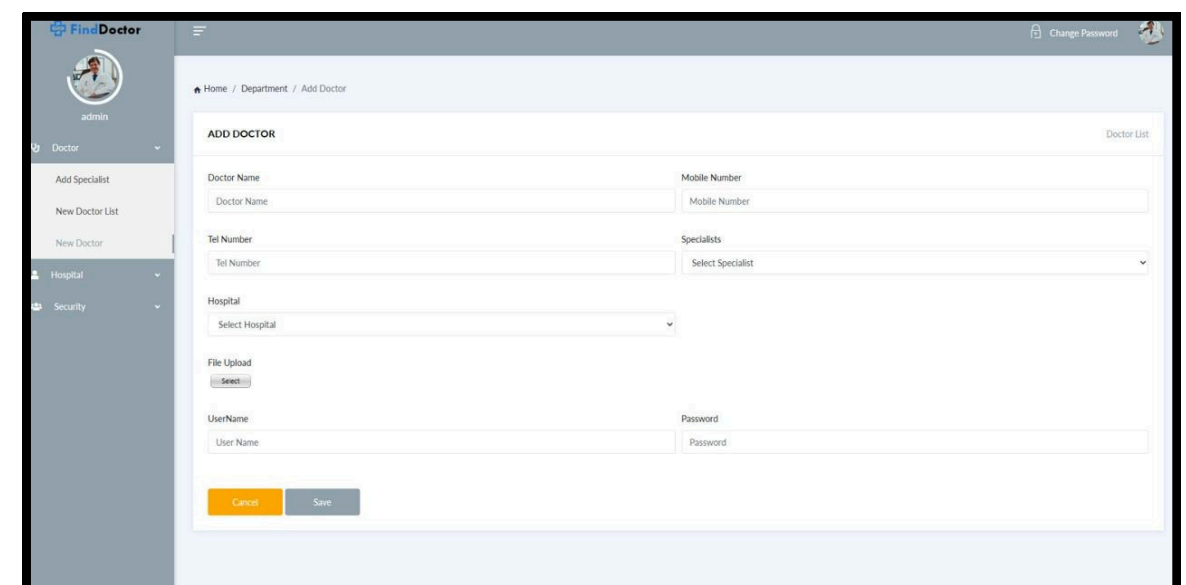 FindDoctor
Change Password
admin
Home / Department / Add Doctor
ADD DOCTOR
Doctor List
Doctor
Add Specialist
New Doctor List
New Doctor
Hospital
Security
Doctor Name
Mobile Number
Doctor Name
Mobile Number
Tel Number
Specialists
Tel Number
Select Specialist
Hospital
Select Hospital
File Upload
Select
UserName
Password
User Name
Password
Cancel
Save